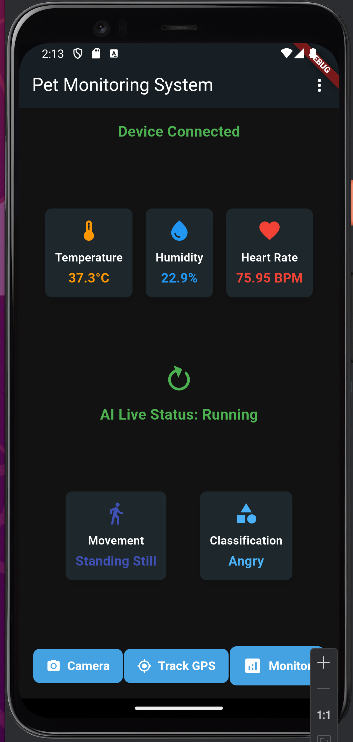 2:13
DEBUG
Pet Monitoring System
Device Connected
Temperature Humidity Heart Rate
37.3°C 22.9% 75.95 BPM
AI Live Status: Running
Movement Classification
Standing Still Angry
Camera Track GPS Monitor
1:1